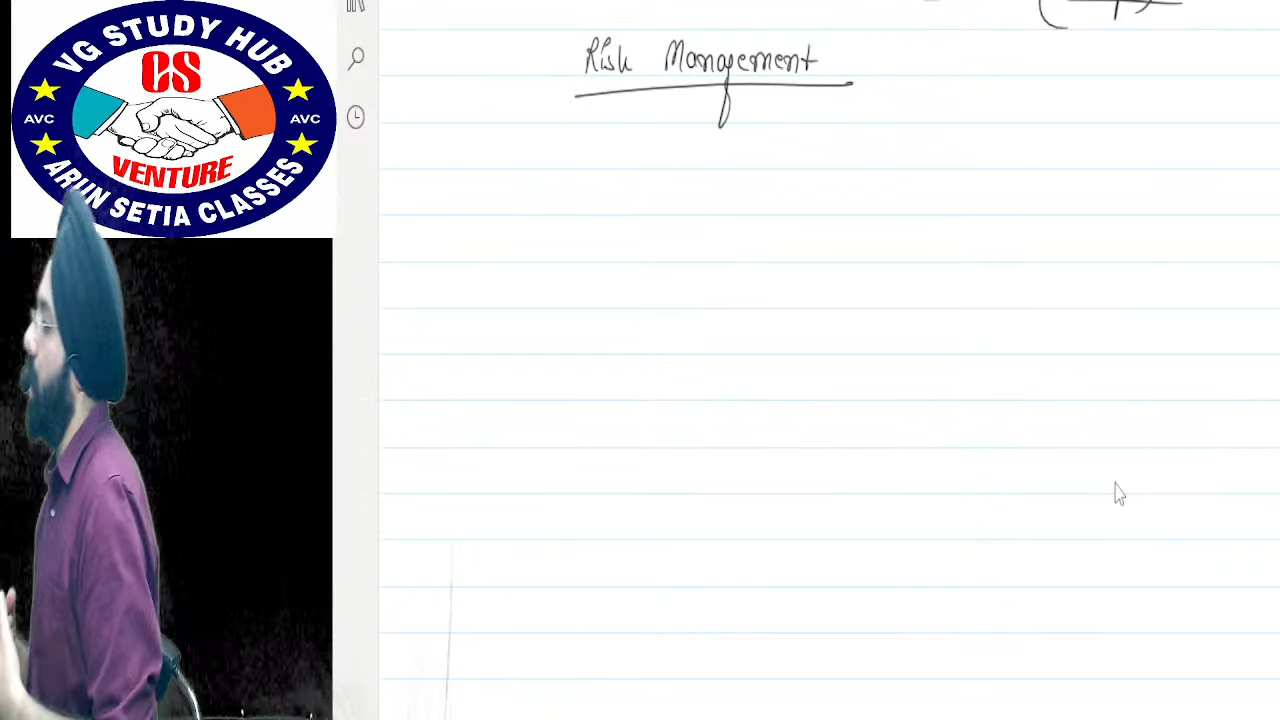 VG STUDY HUB
CS
AVC
AVC
VENTURE
ARUN SETIA CLASSES
Risk Management